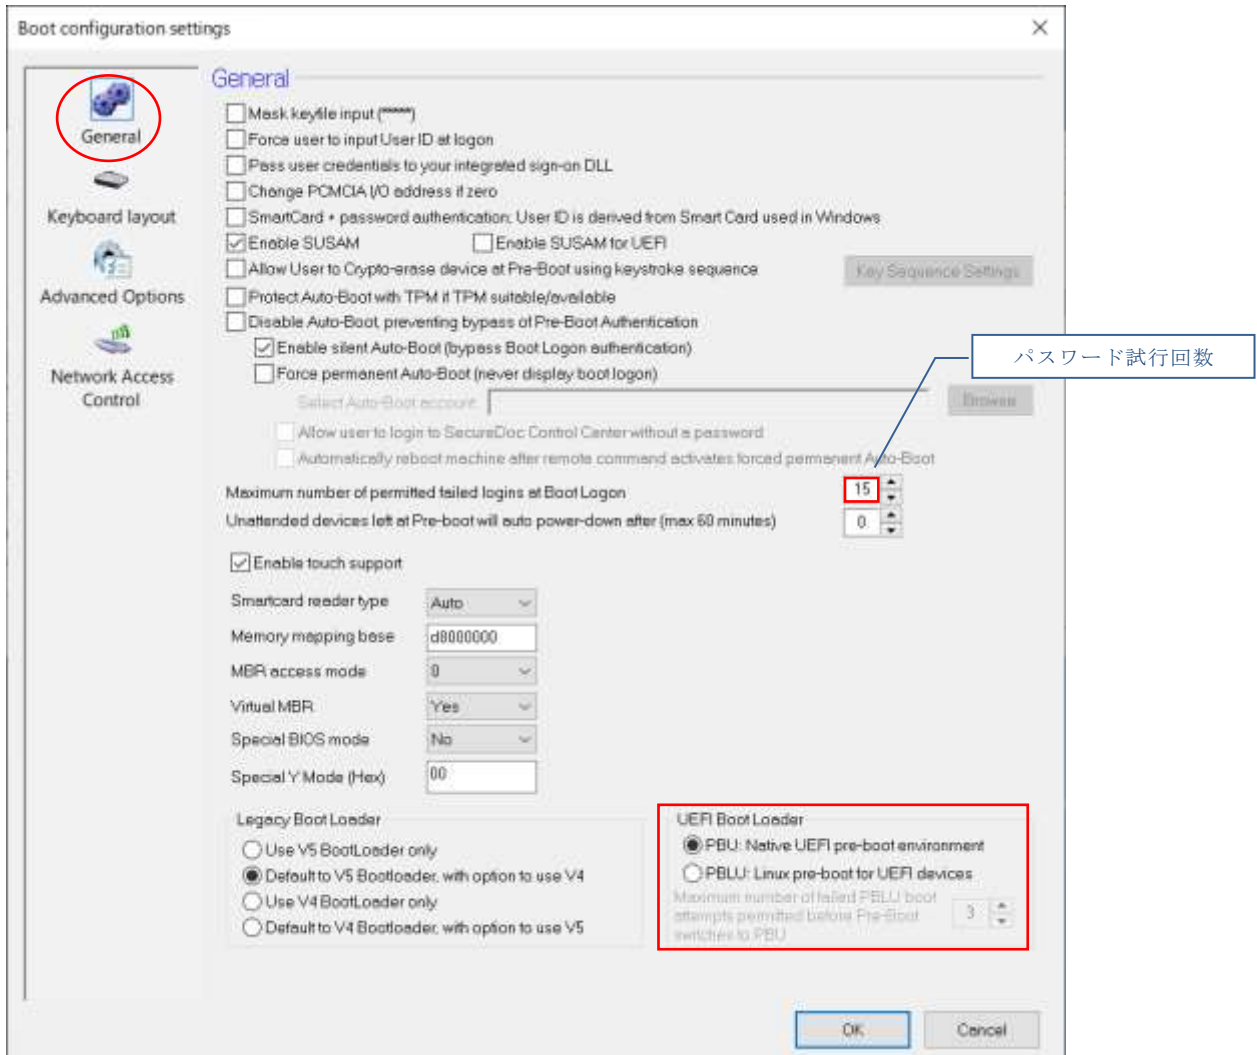 Boot configuration settings
General
Keyboard layout
Advanced Options
Network Access
Control
General
Mask keyfile input (*****)
Force user to input User ID at logon
Pass user credentials to your integrated sign-on DLL
Change PCMCIA I/O address if zero
SmartCard + password authentication: User ID is derived from Smart Card used in Windows
Enable SUSAM
Enable SUSAM for UEFI
Allow User to Crypto-erase device at Pre-Boot using keystroke sequence
Key Sequence Settings
Protect Auto-Boot with TPM if TPM suitable/available
Disable Auto-Boot, preventing bypass of Pre-Boot Authentication
Enable silent Auto-Boot (bypass Boot Logon authentication)
パスワード試行回数
Force permanent Auto-Boot (never display boot logon)
Select Auto-Boot account:
Browse
Allow user to login to SecureDoc Control Center without a password
Automatically reboot machine after remote command activates forced permanent Auto-Boot
Maximum number of permitted failed logins at Boot Logon
15
Unattended devices left at Pre-boot will auto power-down after (max 60 minutes)
0
Enable touch support
Smartcard reader type
Auto
Memory mapping base
d8000000
MBR access mode
0
Virtual MBR
Yes
Special BIOS mode
No
Special Y Mode (Hex)
00
Legacy Boot Loader
Use V5 BootLoader only
Default to V5 Bootloader, with option to use V4
Use V4 BootLoader only
Default to V4 Bootloader, with option to use V5
UEFI Boot Loader
PBU: Native UEFI pre-boot environment
PBLU: Linux pre-boot for UEFI devices
Maximum number of failed PBLU boot
attempts permitted before Pre-Boot
switches to PBU
3
OK
Cancel